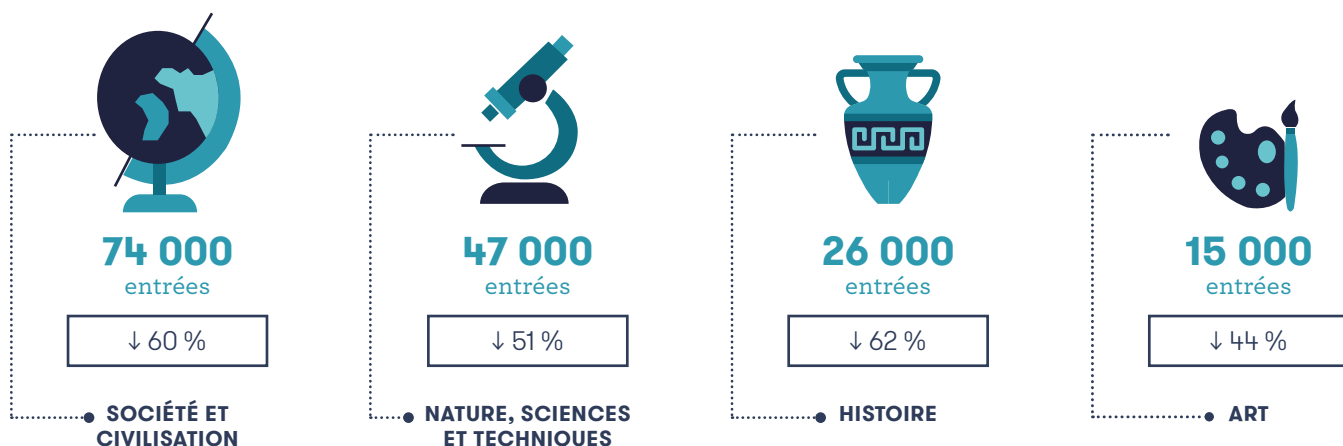 74 000
entrées
↓ 60 %
SOCIÉTÉ ET
CIVILISATION
47 000
entrées
↓ 51 %
NATURE, SCIENCES
ET TECHNIQUES
26 000
entrées
↓ 62 %
HISTOIRE
15 000
entrées
↓ 44 %
ART